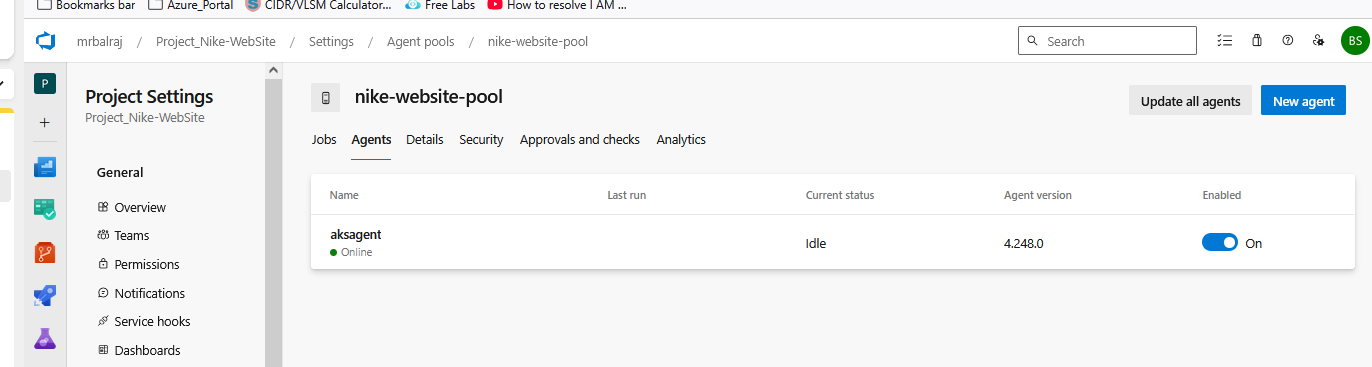 Bookmarks bar Azure_Portal CIDR/VLSM Calculator... Free Labs How to resolve I AM ...
mrbalraj / Project_Nike-WebSite / Settings / Agent pools / nike-website-pool
Search
BS
P
Project Settings
Project_Nike-WebSite
General
Overview
Teams
Permissions
Notifications
Service hooks
Dashboards
nike-website-pool
Update all agents
New agent
Jobs Agents Details Security Approvals and checks Analytics
Name Last run Current status Agent version Enabled
aksagent Idle 4.248.0 On
Online